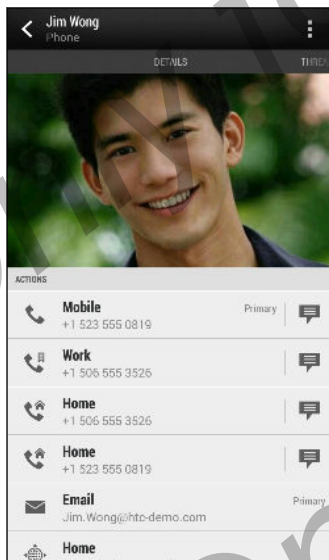 Jim Wong
Phone
DETAILS
ACTIONS
Mobile
Primary
+1 523 555 0819
Work
+1 506 555 3526
Home
+1 506 555 3526
Home
+1 523 555 0819
Email
Primary
Jim.Wong@htc-demo.com
Home